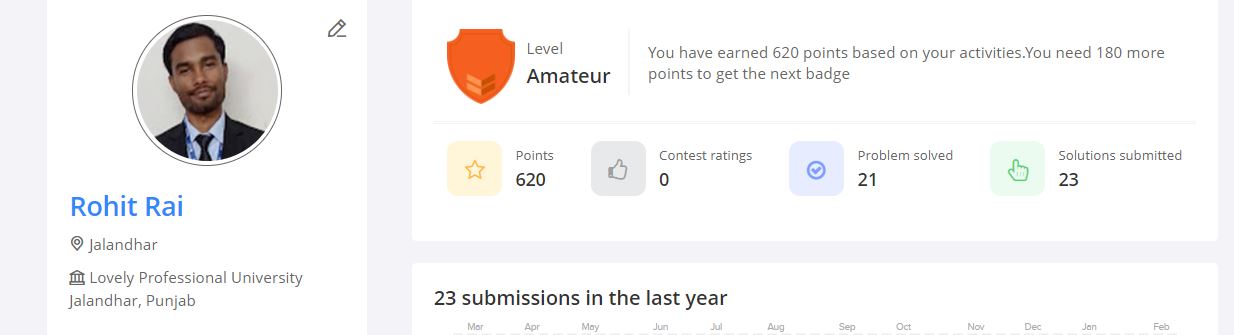 Rohit Rai
Jalandhar
Lovely Professional University
Jalandhar, Punjab
Level
Amateur
You have earned 620 points based on your activities.You need 180 more
points to get the next badge
Points
620
Contest ratings
0
Problem solved
21
Solutions submitted
23
23 submissions in the last year
Mar Apr May Jun Jul Aug Sep Oct Nov Dec Jan Feb